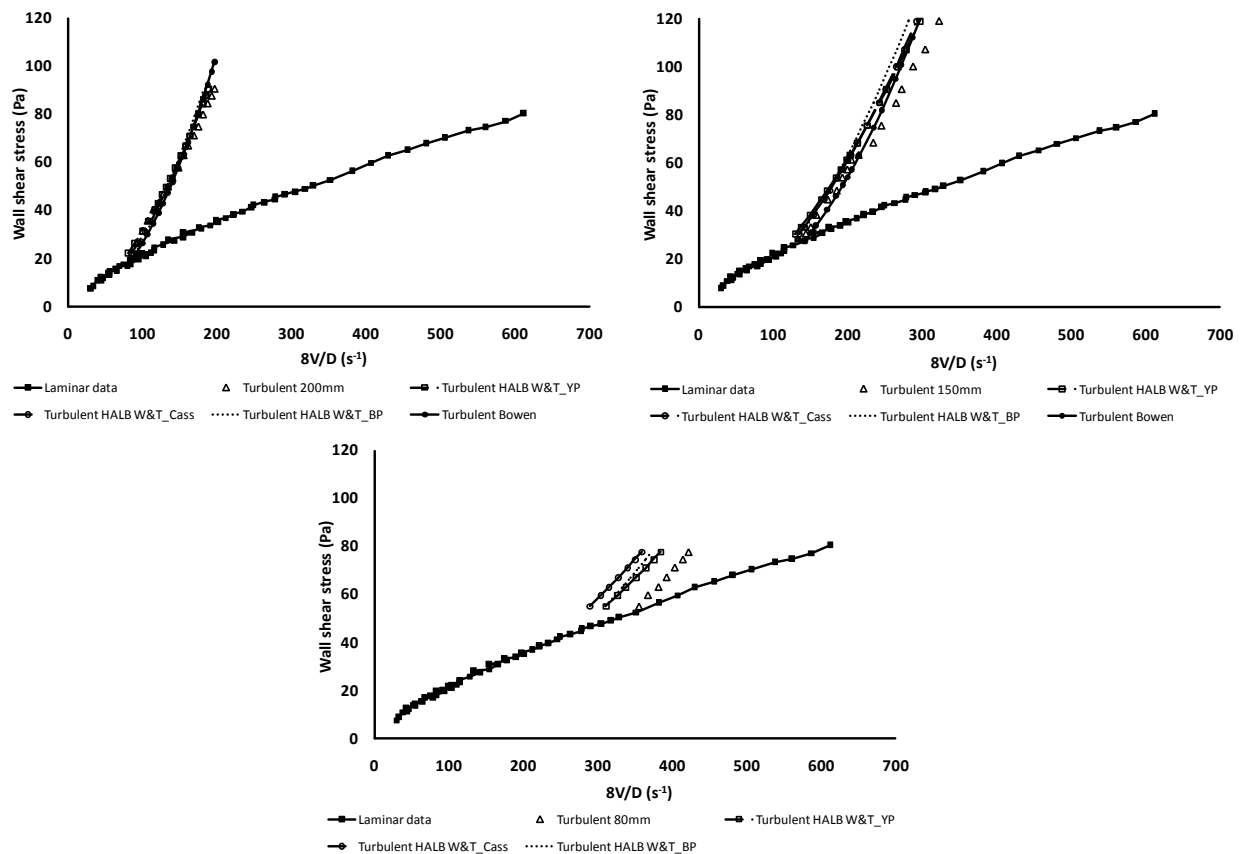 120
100
80
60
40
20
0
Wall shear stress (Pa)
0 100 200 300 400 500 600 700
8V/D (s⁻¹)
Laminar data Turbulent 200mm Turbulent HALB W&T_YP
Turbulent HALB W&T_Cass Turbulent HALB W&T_BP Turbulent Bowen
120
100
80
60
40
20
0
Wall shear stress (Pa)
0 100 200 300 400 500 600 700
8V/D (s⁻¹)
Laminar data Turbulent 150mm Turbulent HALB W&T_YP
Turbulent HALB W&T_Cass Turbulent HALB W&T_BP Turbulent Bowen
120
100
80
60
40
20
0
Wall shear stress (Pa)
0 100 200 300 400 500 600 700
8V/D (s⁻¹)
Laminar data Turbulent 80mm Turbulent HALB W&T_YP
Turbulent HALB W&T_Cass Turbulent HALB W&T_BP